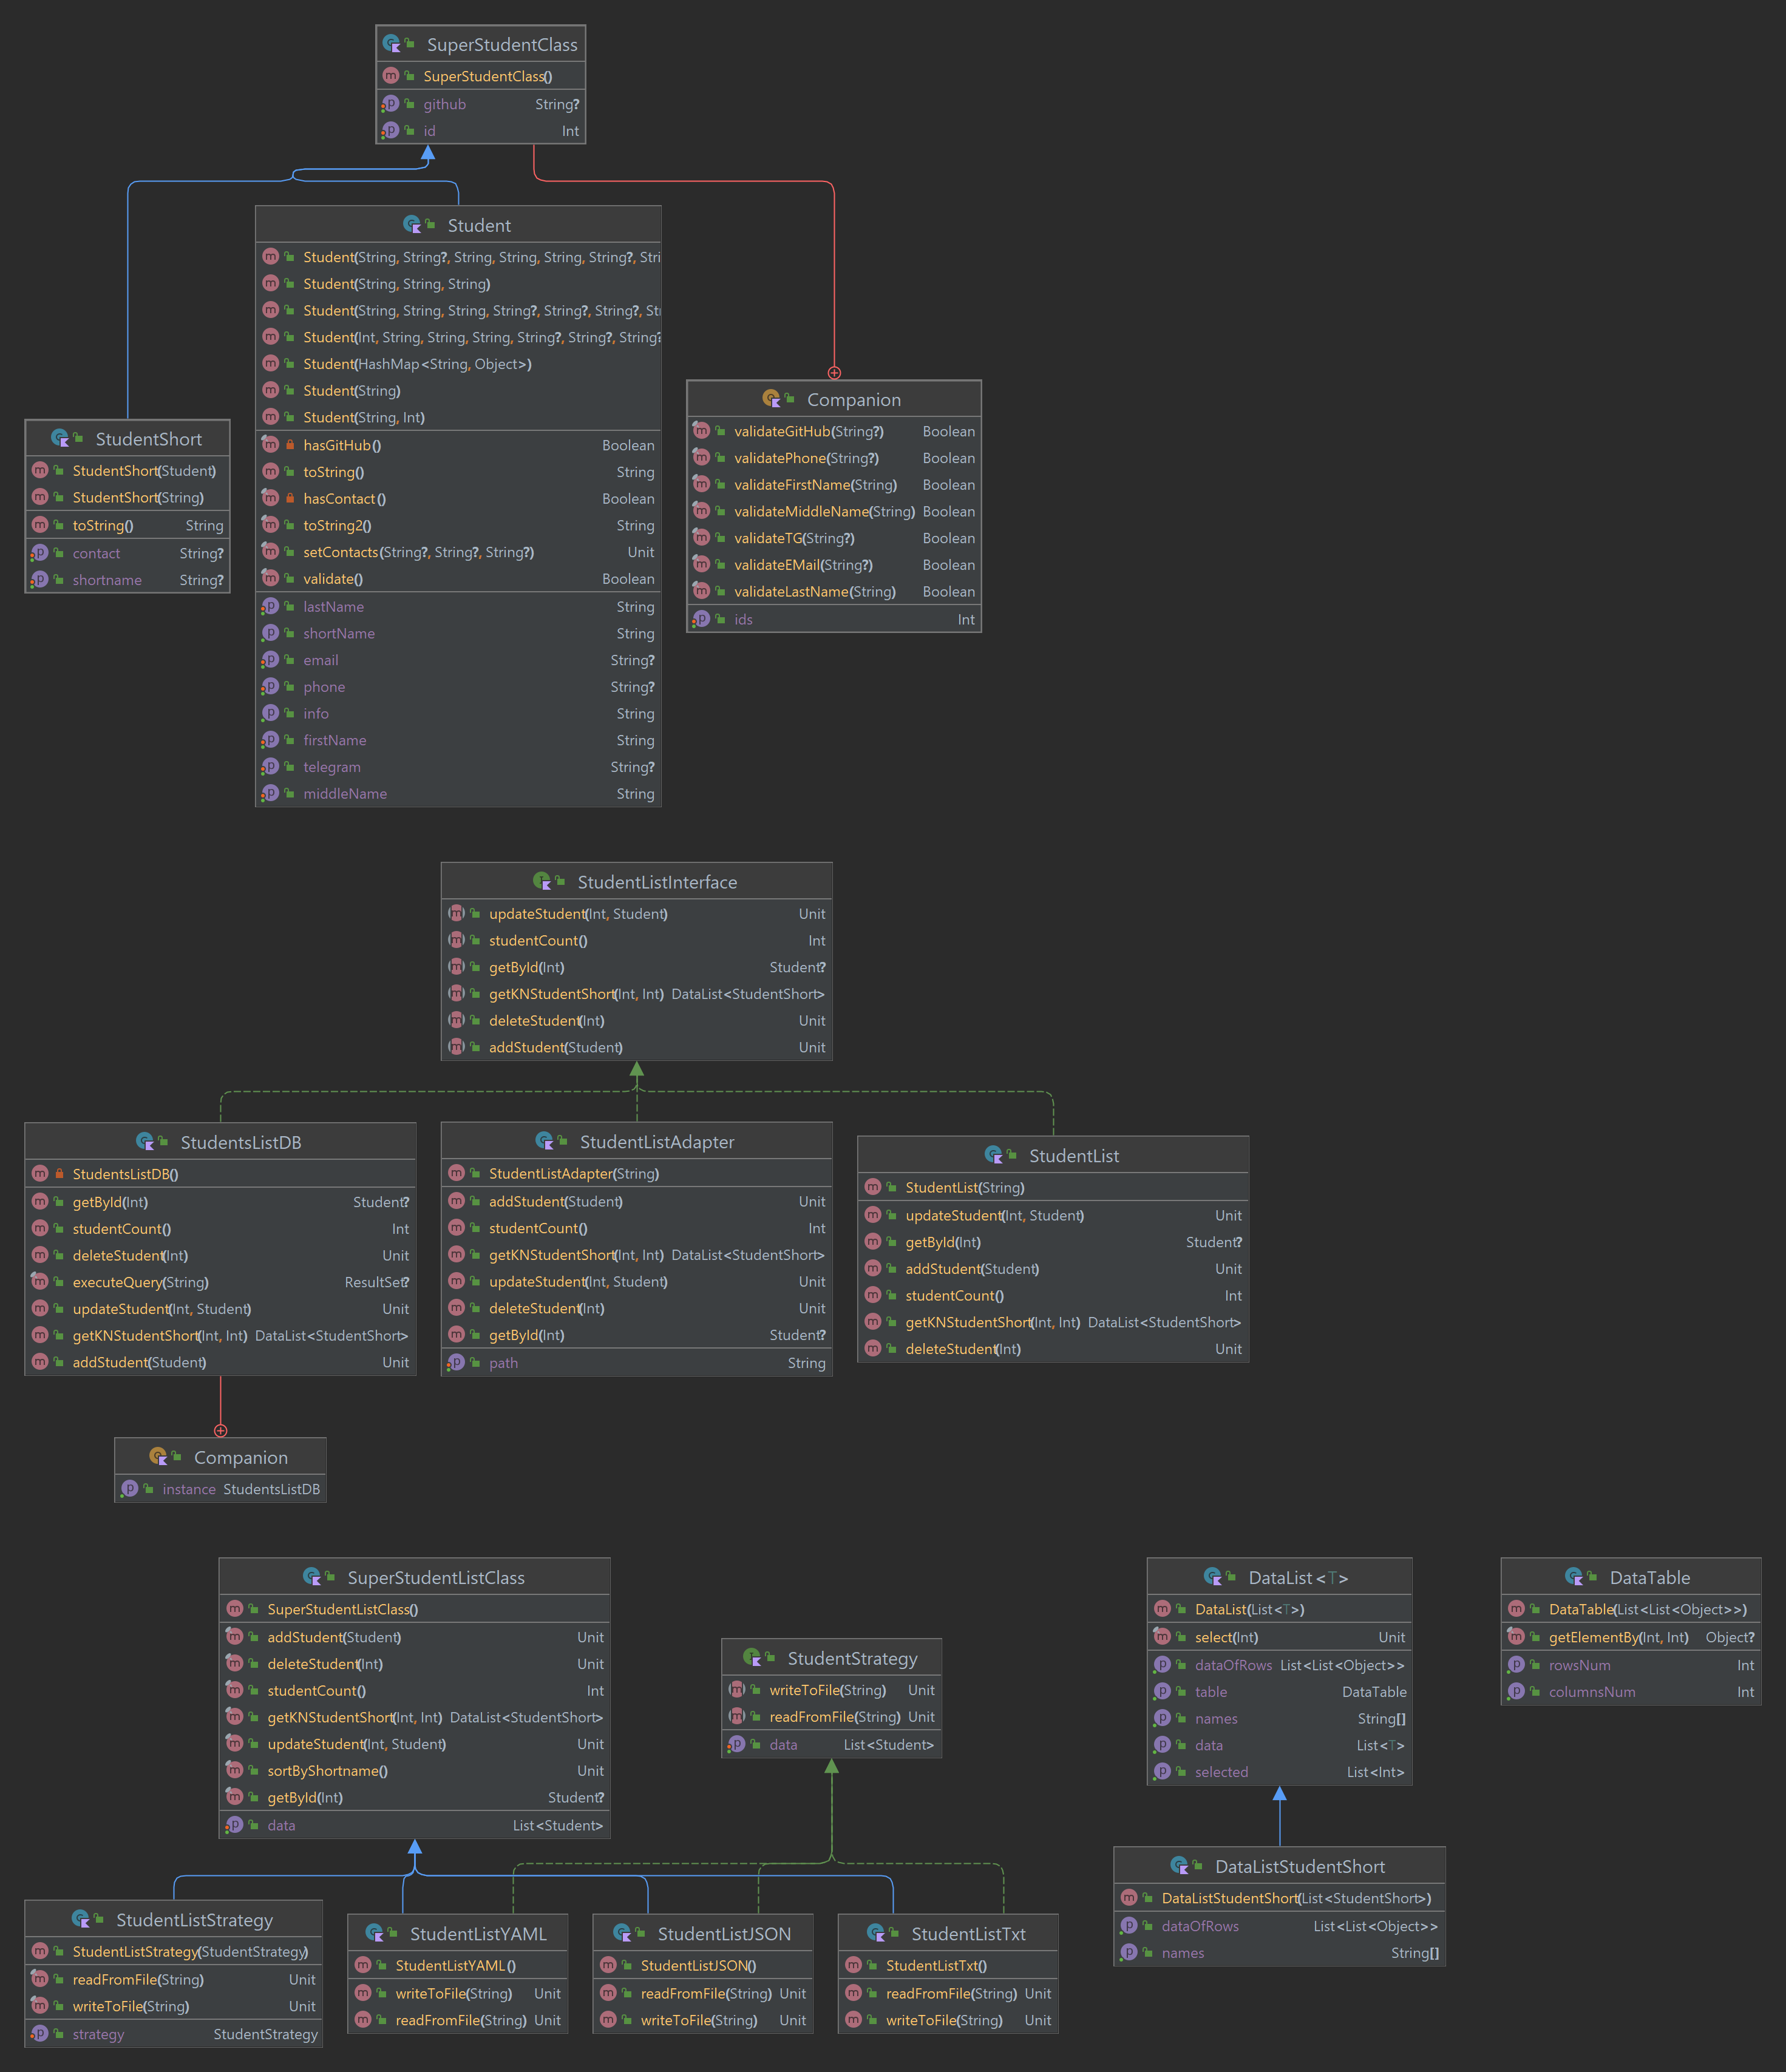 SuperStudentClass
SuperStudentClass()
github String?
id Int
Student
Student(String, String?, String, String, String, String?, Stri
Student(String, String, String)
Student(String, String, String, String?, String?, String?, St
Student(Int, String, String, String, String?, String?, String?
Student(HashMap<String, Object>)
Student(String)
Student(String, Int)
hasGitHub() Boolean
toString() String
hasContact() Boolean
toString2() String
setContacts(String?, String?, String?) Unit
validate() Boolean
lastName String
shortName String
email String?
phone String?
info String
firstName String
telegram String?
middleName String
Companion
validateGitHub(String?) Boolean
validatePhone(String?) Boolean
validateFirstName(String) Boolean
validateMiddleName(String) Boolean
validateTG(String?) Boolean
validateEMail(String?) Boolean
validateLastName(String) Boolean
ids Int
StudentShort
StudentShort(Student)
StudentShort(String)
toString() String
contact String?
shortname String?
StudentListInterface
updateStudent(Int, Student) Unit
studentCount() Int
getById(Int) Student?
getKNStudentShort(Int, Int) DataList<StudentShort>
deleteStudent(Int) Unit
addStudent(Student) Unit
StudentsListDB
StudentsListDB()
getById(Int) Student?
studentCount() Int
deleteStudent(Int) Unit
executeQuery(String) ResultSet?
updateStudent(Int, Student) Unit
getKNStudentShort(Int, Int) DataList<StudentShort>
addStudent(Student) Unit
StudentListAdapter
StudentListAdapter(String)
addStudent(Student) Unit
studentCount() Int
getKNStudentShort(Int, Int) DataList<StudentShort>
updateStudent(Int, Student) Unit
deleteStudent(Int) Unit
getById(Int) Student?
path String
StudentList
StudentList(String)
updateStudent(Int, Student) Unit
getById(Int) Student?
addStudent(Student) Unit
studentCount() Int
getKNStudentShort(Int, Int) DataList<StudentShort>
deleteStudent(Int) Unit
Companion
instance StudentsListDB
SuperStudentListClass
SuperStudentListClass()
addStudent(Student) Unit
deleteStudent(Int) Unit
studentCount() Int
getKNStudentShort(Int, Int) DataList<StudentShort>
updateStudent(Int, Student) Unit
sortByShortname() Unit
getById(Int) Student?
data List<Student>
StudentStrategy
writeToFile(String) Unit
readFromFile(String) Unit
data List<Student>
DataList<T>
DataList(List<T>)
select(Int) Unit
dataOfRows List<List<Object>>
table DataTable
names String[]
data List<T>
selected List<Int>
DataTable
DataTable(List<List<Object>>)
getElementBy(Int, Int) Object?
rowsNum Int
columnsNum Int
StudentListStrategy
StudentListStrategy(StudentStrategy)
readFromFile(String) Unit
writeToFile(String) Unit
strategy StudentStrategy
StudentListYAML
StudentListYAML()
writeToFile(String) Unit
readFromFile(String) Unit
StudentListJSON
StudentListJSON()
readFromFile(String) Unit
writeToFile(String) Unit
StudentListTxt
StudentListTxt()
readFromFile(String) Unit
writeToFile(String) Unit
DataListStudentShort
DataListStudentShort(List<StudentShort>)
dataOfRows List<List<Object>>
names String[]